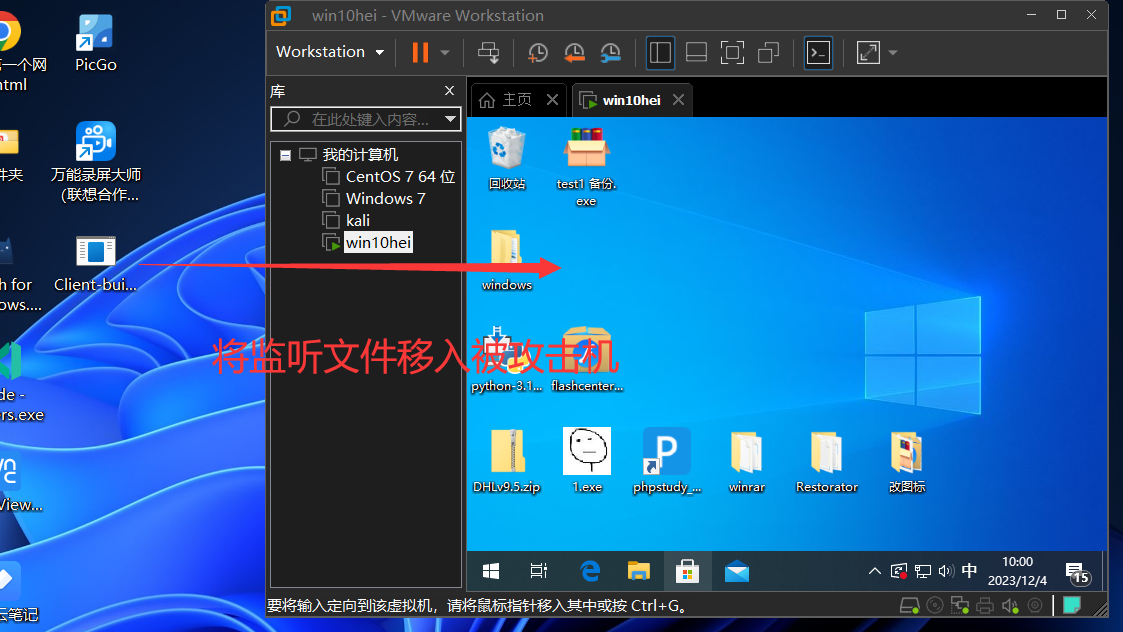 win10hei - VMware Workstation
Workstation
PicGo
一个网
html
库
主页
win10hei
在此处键入内容...
我的计算机
CentOS 7 64 位
Windows 7
kali
win10hei
件夹
万能录屏大师
(联想合作...
回收站
test1 备份.
exe
h for
ows....
Client-bui...
windows
将监听文件移入被攻击机
de -
rs.exe
python-3.1...
flashcenter...
View...
DHLv9.5.zip
1.exe
phpstudy_...
winrar
Restorator
改图标
中
10:00
2023/12/4
15
云笔记
要将输入定向到该虚拟机，请将鼠标指针移入其中或按 Ctrl+G。